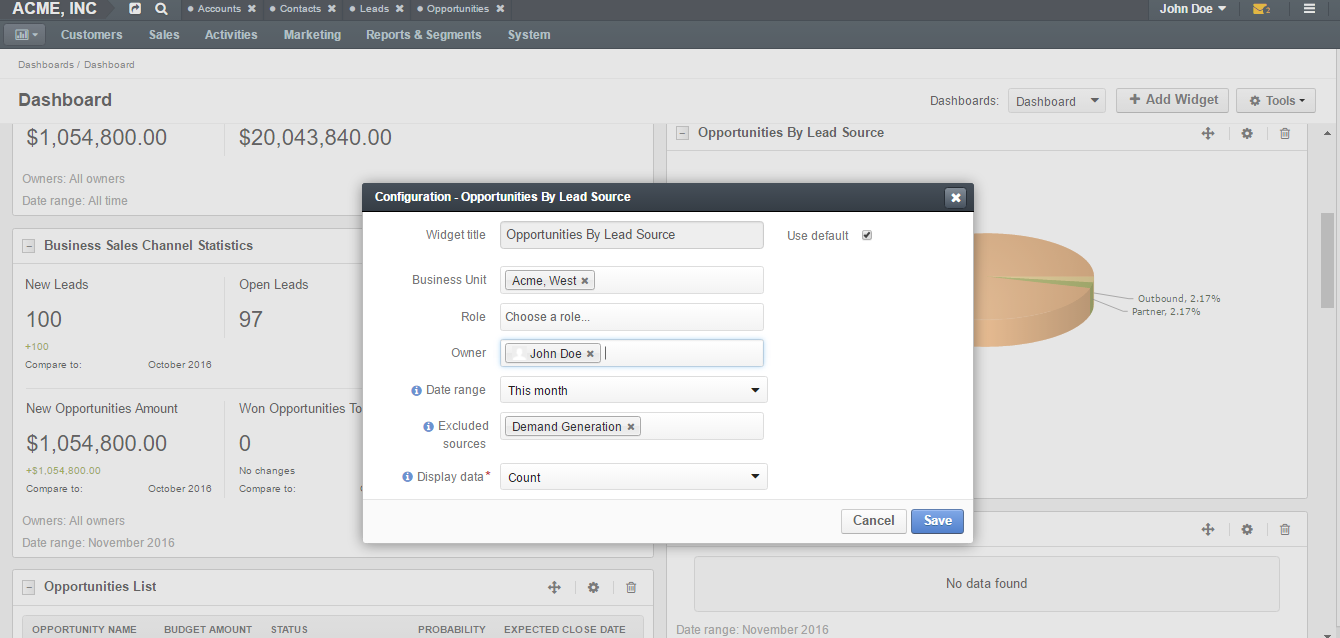 ACME, INC
Accounts
Contacts
Leads
Opportunities
John Doe
2
Customers
Sales
Activities
Marketing
Reports & Segments
System
Dashboards / Dashboard
Dashboard
Dashboards:
Dashboard
+ Add Widget
Tools
$1,054,800.00
$20,043,840.00
Owners: All owners
Date range: All time
Opportunities By Lead Source
Outbound, 2.17%
Partner, 2.17%
Business Sales Channel Statistics
New Leads
Open Leads
100
97
+100
Compare to:
October 2016
New Opportunities Amount
Won Opportunities To
$1,054,800.00
0
+$1,054,800.00
No changes
Compare to:
October 2016
Compare to:
Owners: All owners
Date range: November 2016
Configuration - Opportunities By Lead Source
Widget title
Opportunities By Lead Source
Use default
Business Unit
Acme, West
Role
Choose a role...
Owner
John Doe
Date range
This month
Excluded
sources
Demand Generation
Display data*
Count
Cancel
Save
Opportunities List
OPPORTUNITY NAME
BUDGET AMOUNT
STATUS
PROBABILITY
EXPECTED CLOSE DATE
No data found
Date range: November 2016